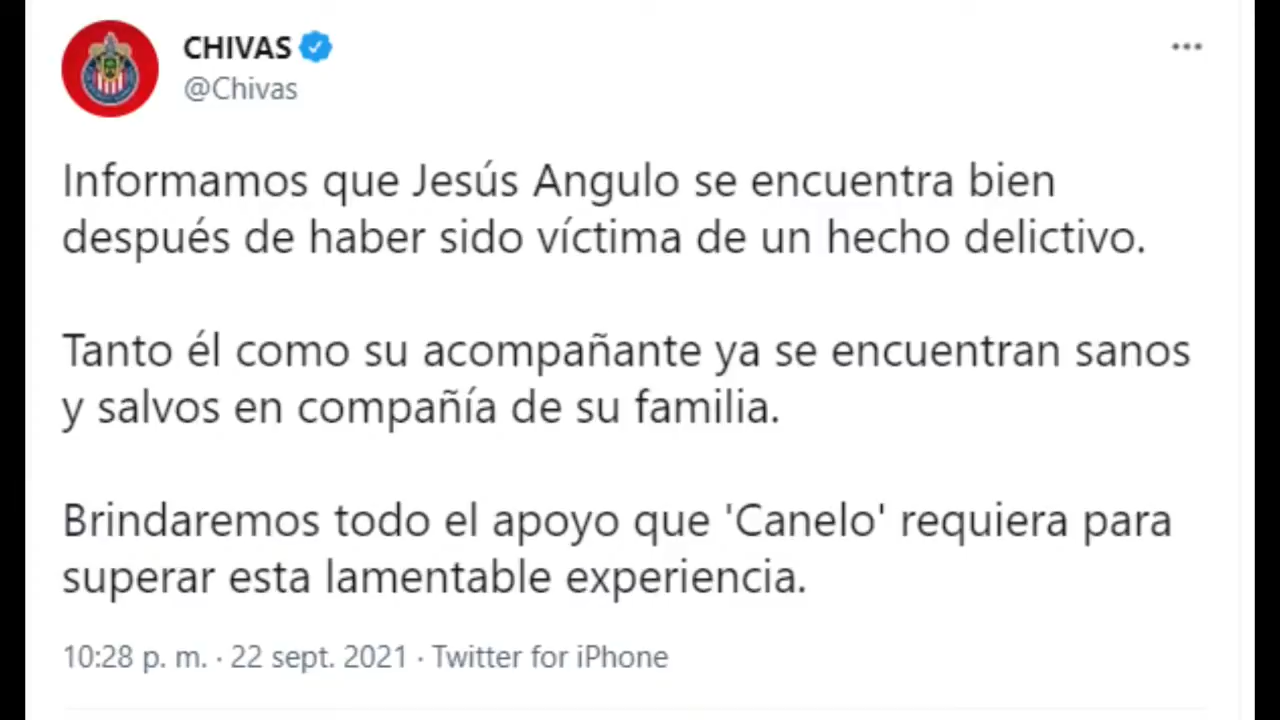 CHIVAS
@Chivas
Informamos que Jesús Angulo se encuentra bien
después de haber sido víctima de un hecho delictivo.
Tanto él como su acompañante ya se encuentran sanos
y salvos en compañía de su familia.
Brindaremos todo el apoyo que 'Canelo' requiera para
superar esta lamentable experiencia.
10:28 p. m. · 22 sept. 2021 · Twitter for iPhone